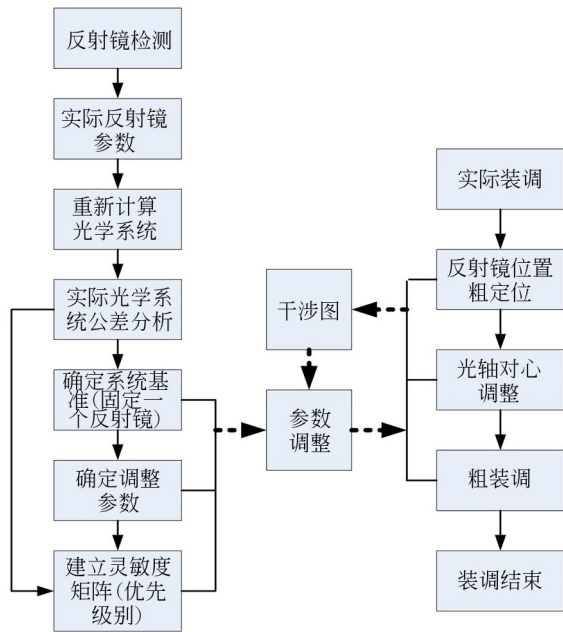 反射镜检测
实际反射镜
参数
重新计算
光学系统
实际光学系
统公差分析
确定系统基
准(固定一
个反射镜)
确定调整
参数
建立灵敏度
矩阵(优先
级别)
干涉图
参数
调整
实际装调
反射镜位置
粗定位
光轴对心
调整
粗装调
装调结束